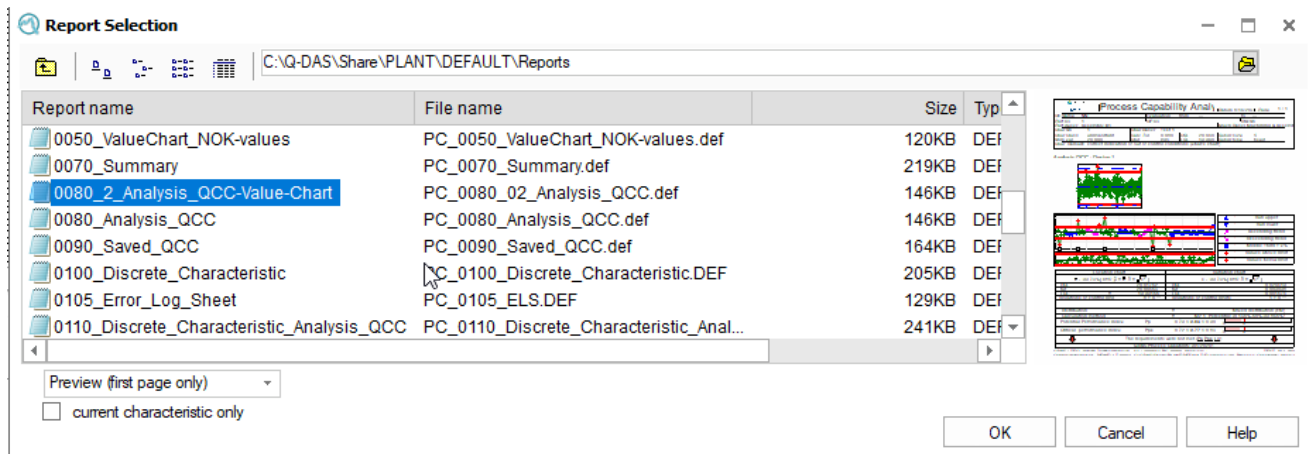 Report Selection
C:\Q-DAS\Share\PLANT\DEFAULT\Reports
Report name File name Size Typ
0050_ValueChart_NOK-values PC_0050_ValueChart_NOK-values.def 120KB DEF
0070_Summary PC_0070_Summary.def 219KB DEF
0080_2_Analysis_QCC-Value-Chart PC_0080_02_Analysis_QCC.def 146KB DEF
0080_Analysis_QCC PC_0080_Analysis_QCC.def 146KB DEF
0090_Saved_QCC PC_0090_Saved_QCC.def 164KB DEF
0100_Discrete_Characteristic PC_0100_Discrete_Characteristic.DEF 205KB DEF
0105_Error_Log_Sheet PC_0105_ELS.DEF 129KB DEF
0110_Discrete_Characteristic_Analysis_QCC PC_0110_Discrete_Characteristic_Anal... 241KB DEF
Process Capability Analy
Preview (first page only)
current characteristic only
OK Cancel Help